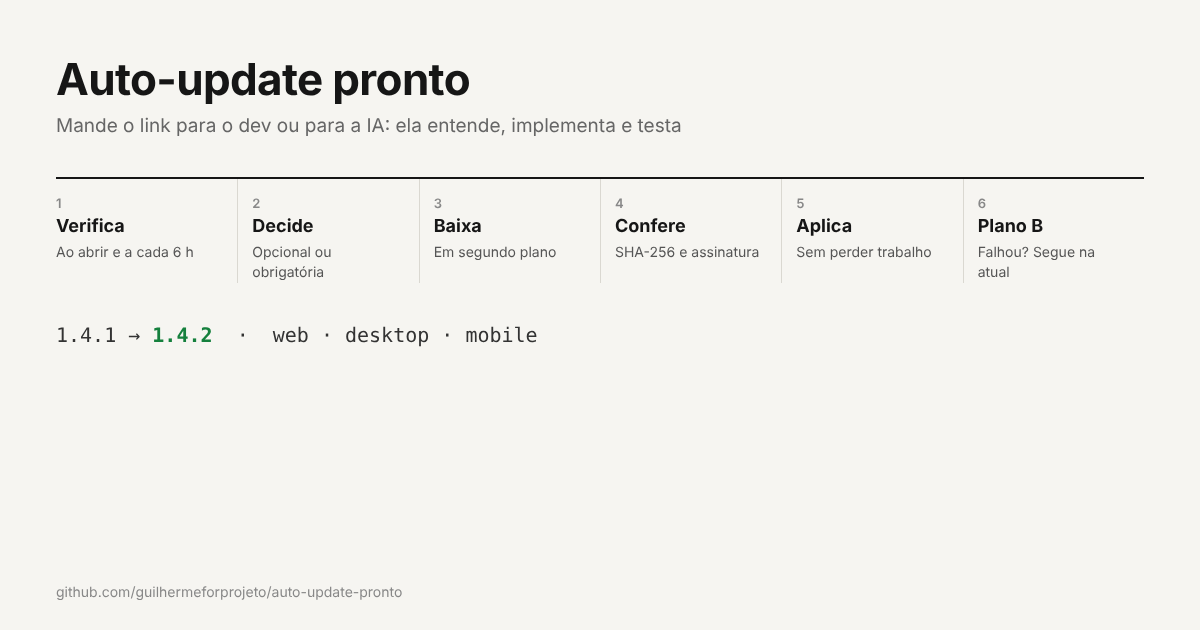 Auto-update pronto
Mande o link para o dev ou para a IA: ela entende, implementa e testa
1
Verifica
Ao abrir e a cada 6 h
2
Decide
Opcional ou
obrigatória
3
Baixa
Em segundo plano
4
Confere
SHA-256 e assinatura
5
Aplica
Sem perder trabalho
6
Plano B
Falhou? Segue na
atual
1.4.1 → 1.4.2 · web · desktop · mobile
github.com/guilhermeforprojeto/auto-update-pronto